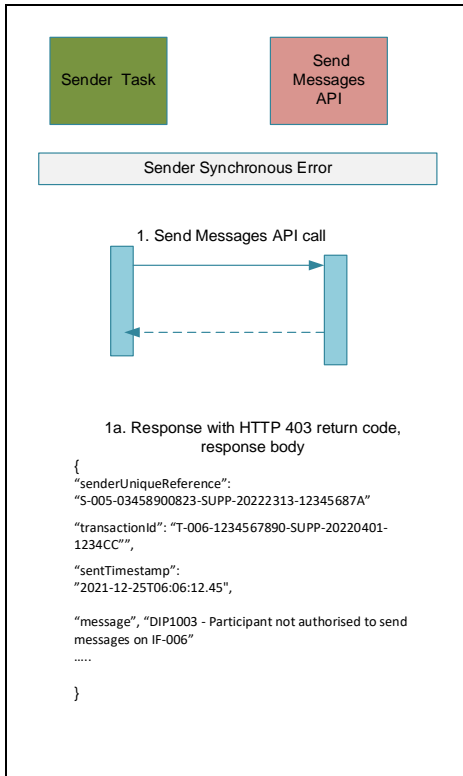 Sender Task
Send
Messages
API
Sender Synchronous Error
1. Send Messages API call
1a. Response with HTTP 403 return code,
response body
{
“senderUniqueReference”:
“S-005-03458900823-SUPP-20222313-12345687A”
“transactionId”: “T-006-1234567890-SUPP-20220401-
1234CC””,
“sentTimestamp”:
”2021-12-25T06:06:12.45",
“message”, “DIP1003 - Participant not authorised to send
messages on IF-006”
…..
}